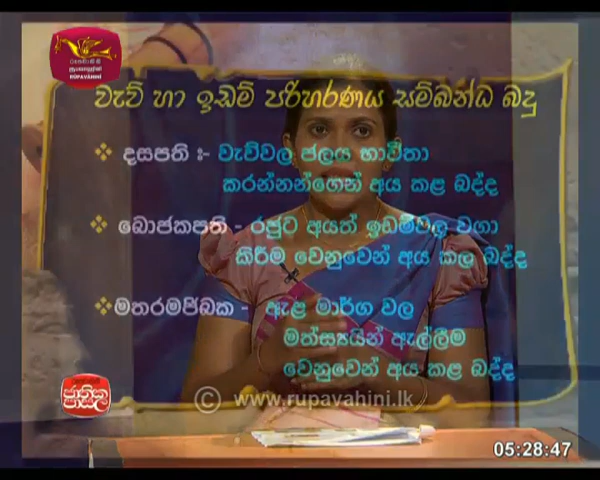 RUPAVAHINI
වැව් හා ඉඩම් පරිහරණය සම්බන්ධ බදු
❖ දසපති :- වැව්වල ජලය භාවිතා
කරන්නන්ගෙන් අය කළ බද්ද
❖ බොජකපති - රජුට අයත් ඉඩම්වල වගා
කිරීම වෙනුවෙන් අය කල බද්ද
❖ මතරමජිබක - ඇළ මාර්ග වල
මත්ස්‍යයින් ඇල්ලීම
වෙනුවෙන් අය කළ බද්ද
© www.rupavahini.lk
05:28:47